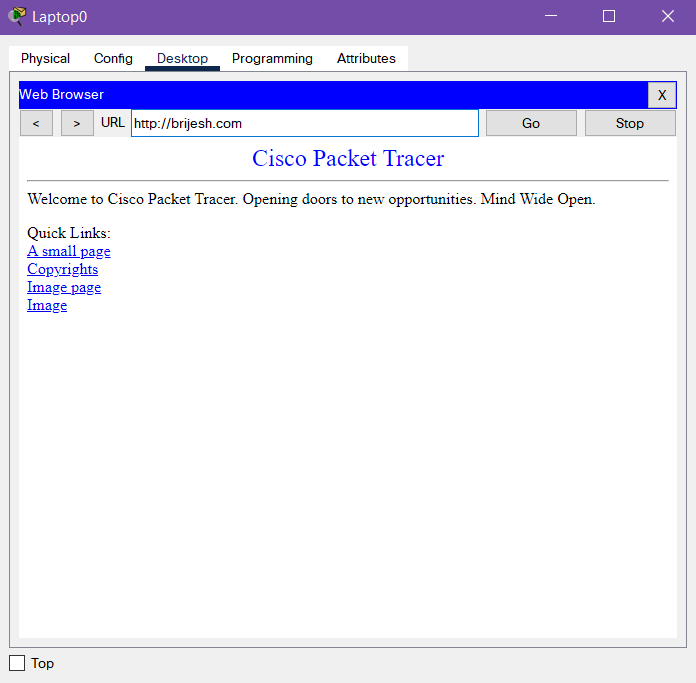 Laptop0
Physical Config Desktop Programming Attributes
Web Browser X
< > URL http://brijesh.com Go Stop
Cisco Packet Tracer
Welcome to Cisco Packet Tracer. Opening doors to new opportunities. Mind Wide Open.
Quick Links:
A small page
Copyrights
Image page
Image
Top